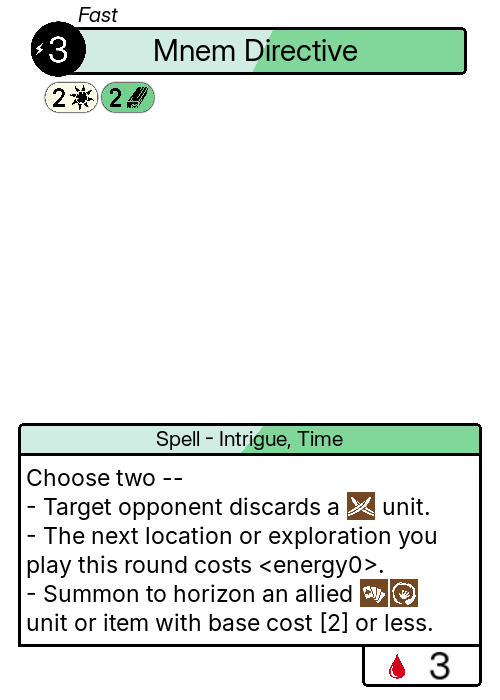 Fast
3 Mnem Directive
2 2
Spell - Intrigue, Time
Choose two --
- Target opponent discards a unit.
- The next location or exploration you
play this round costs <energy0>.
- Summon to horizon an allied
unit or item with base cost [2] or less.
3